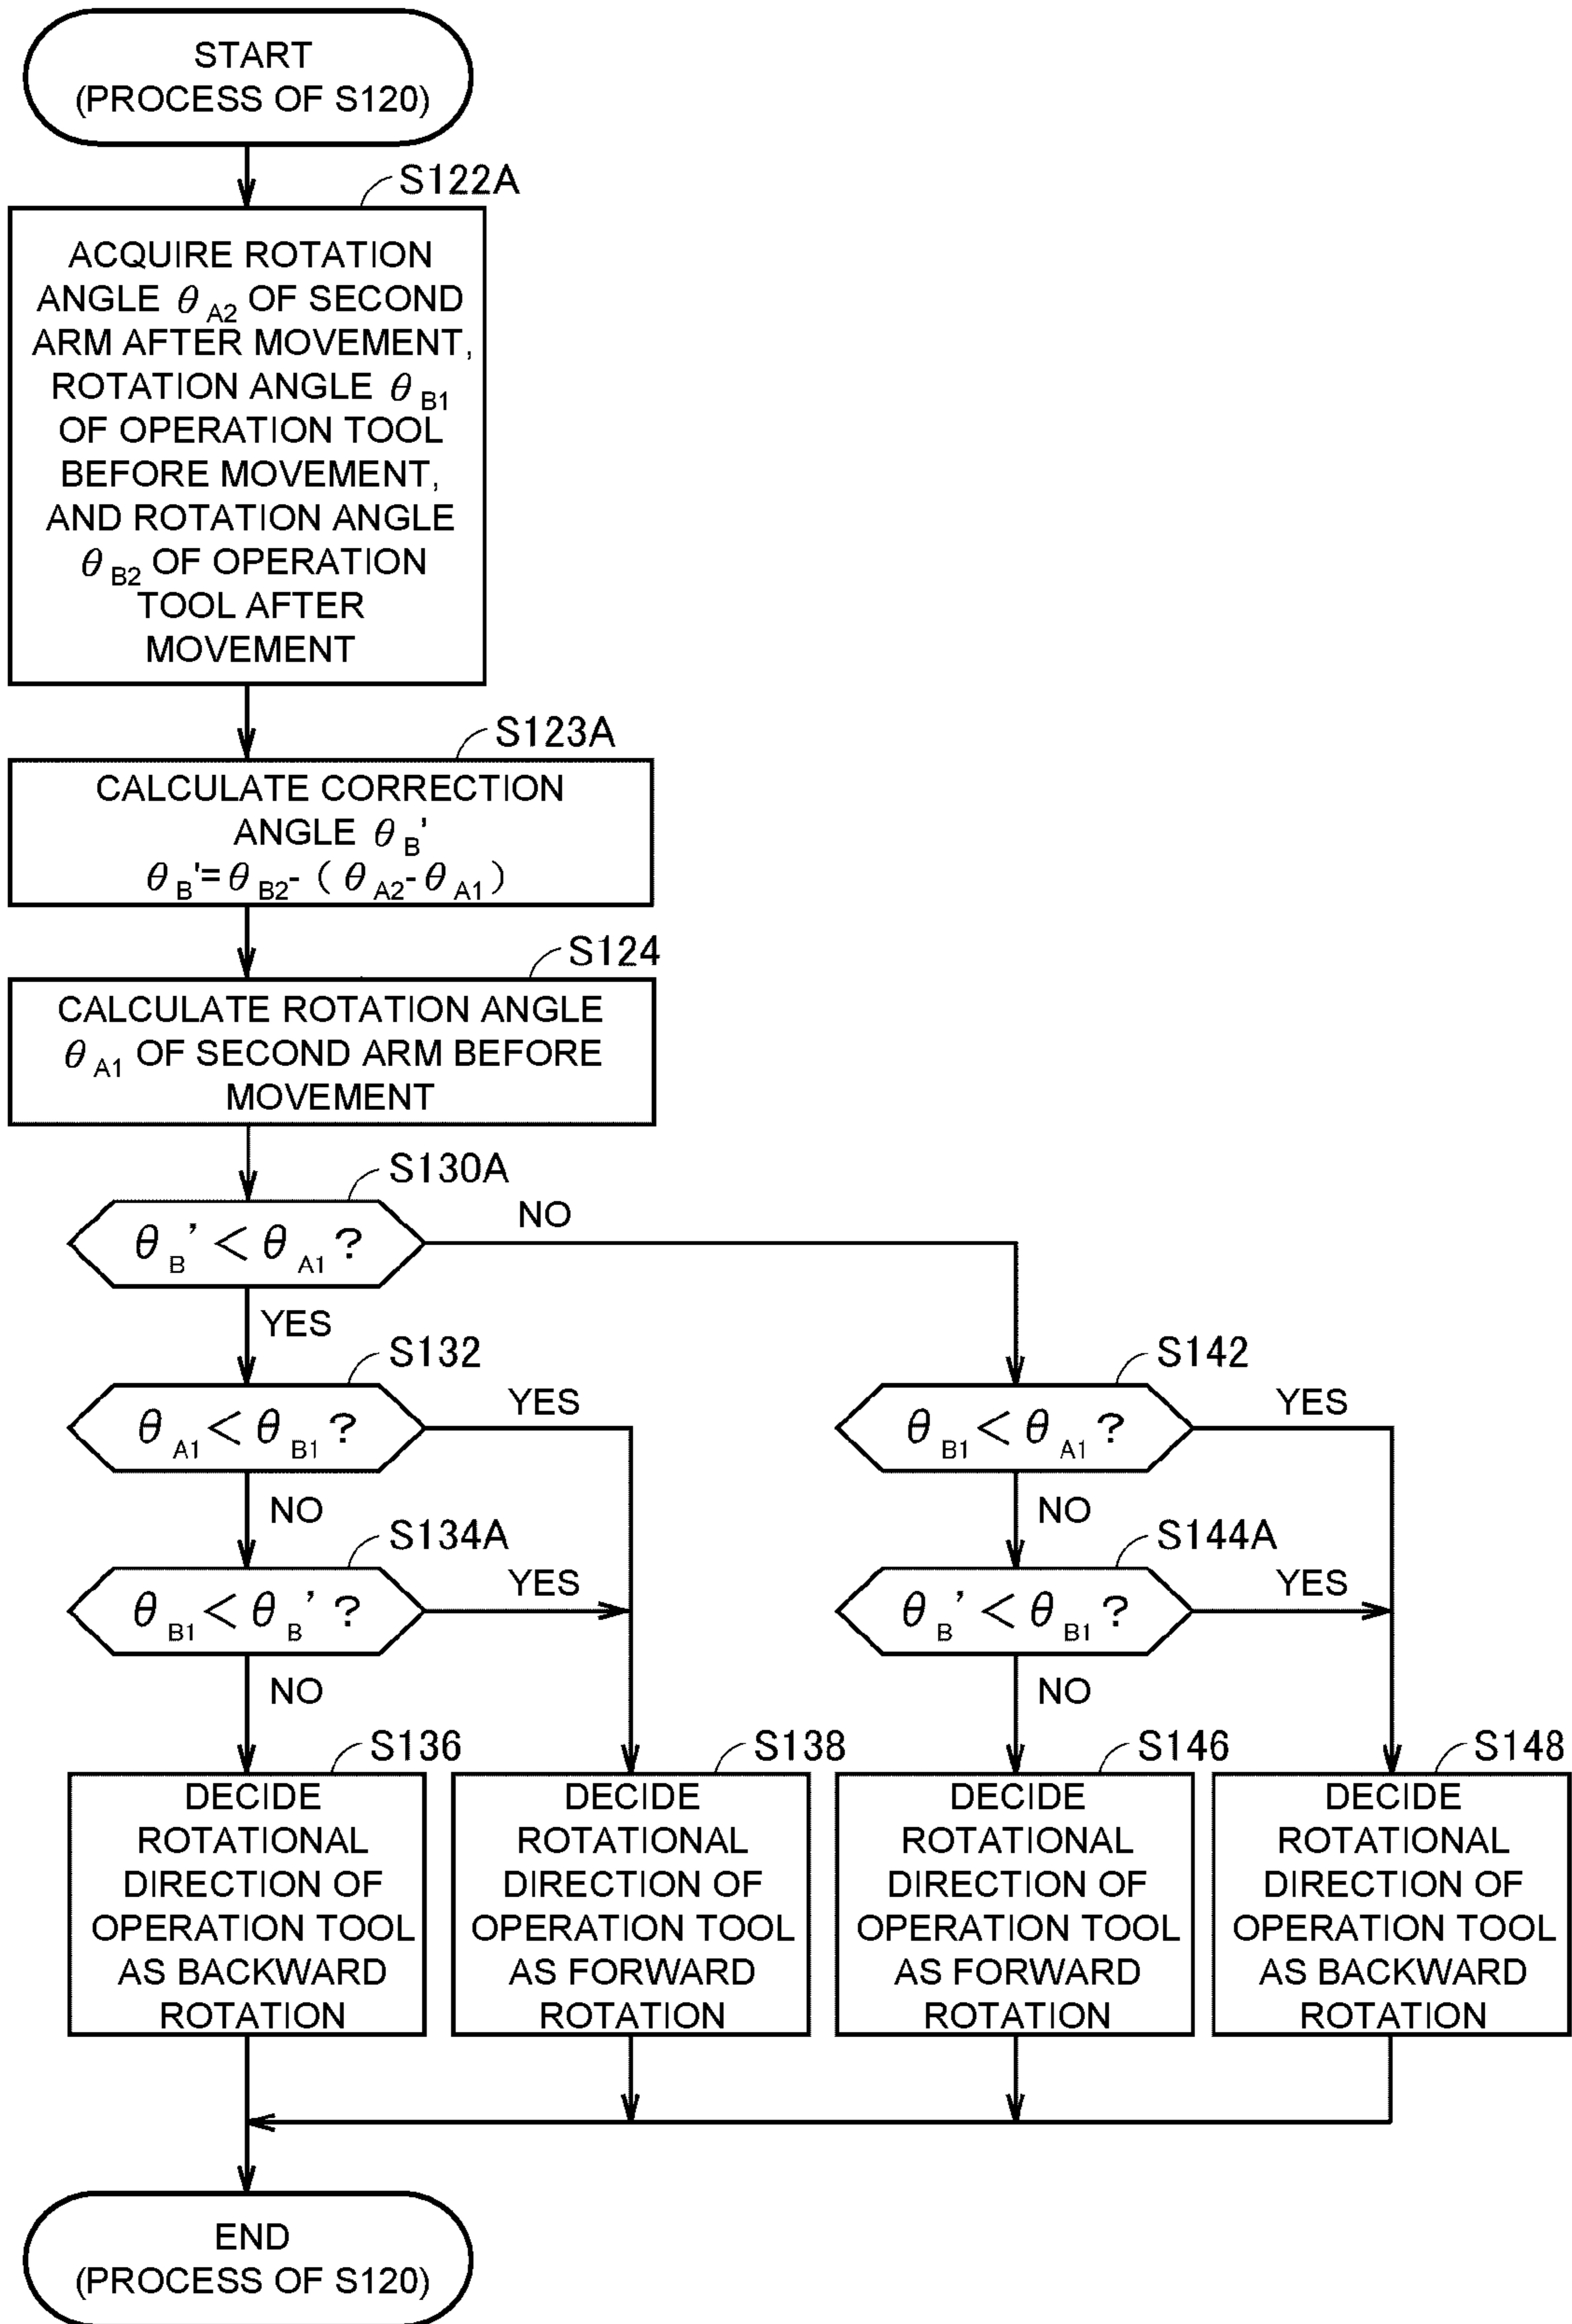 START
(PROCESS OF S120)
S122A
ACQUIRE ROTATION
ANGLE θA2 OF SECOND
ARM AFTER MOVEMENT,
ROTATION ANGLE θB1
OF OPERATION TOOL
BEFORE MOVEMENT,
AND ROTATION ANGLE
θB2 OF OPERATION
TOOL AFTER
MOVEMENT
S123A
CALCULATE CORRECTION
ANGLE θB'
θB'=θB2-(θA2-θA1)
S124
CALCULATE ROTATION ANGLE
θA1 OF SECOND ARM BEFORE
MOVEMENT
S130A
θB'<θA1?
NO
YES
S132
θA1<θB1?
YES
NO
S134A
θB1<θB'?
YES
NO
S142
θB1<θA1?
YES
NO
S144A
θB'<θB1?
YES
NO
S136
DECIDE
ROTATIONAL
DIRECTION OF
OPERATION TOOL
AS BACKWARD
ROTATION
S138
DECIDE
ROTATIONAL
DIRECTION OF
OPERATION TOOL
AS FORWARD
ROTATION
S146
DECIDE
ROTATIONAL
DIRECTION OF
OPERATION TOOL
AS FORWARD
ROTATION
S148
DECIDE
ROTATIONAL
DIRECTION OF
OPERATION TOOL
AS BACKWARD
ROTATION
END
(PROCESS OF S120)